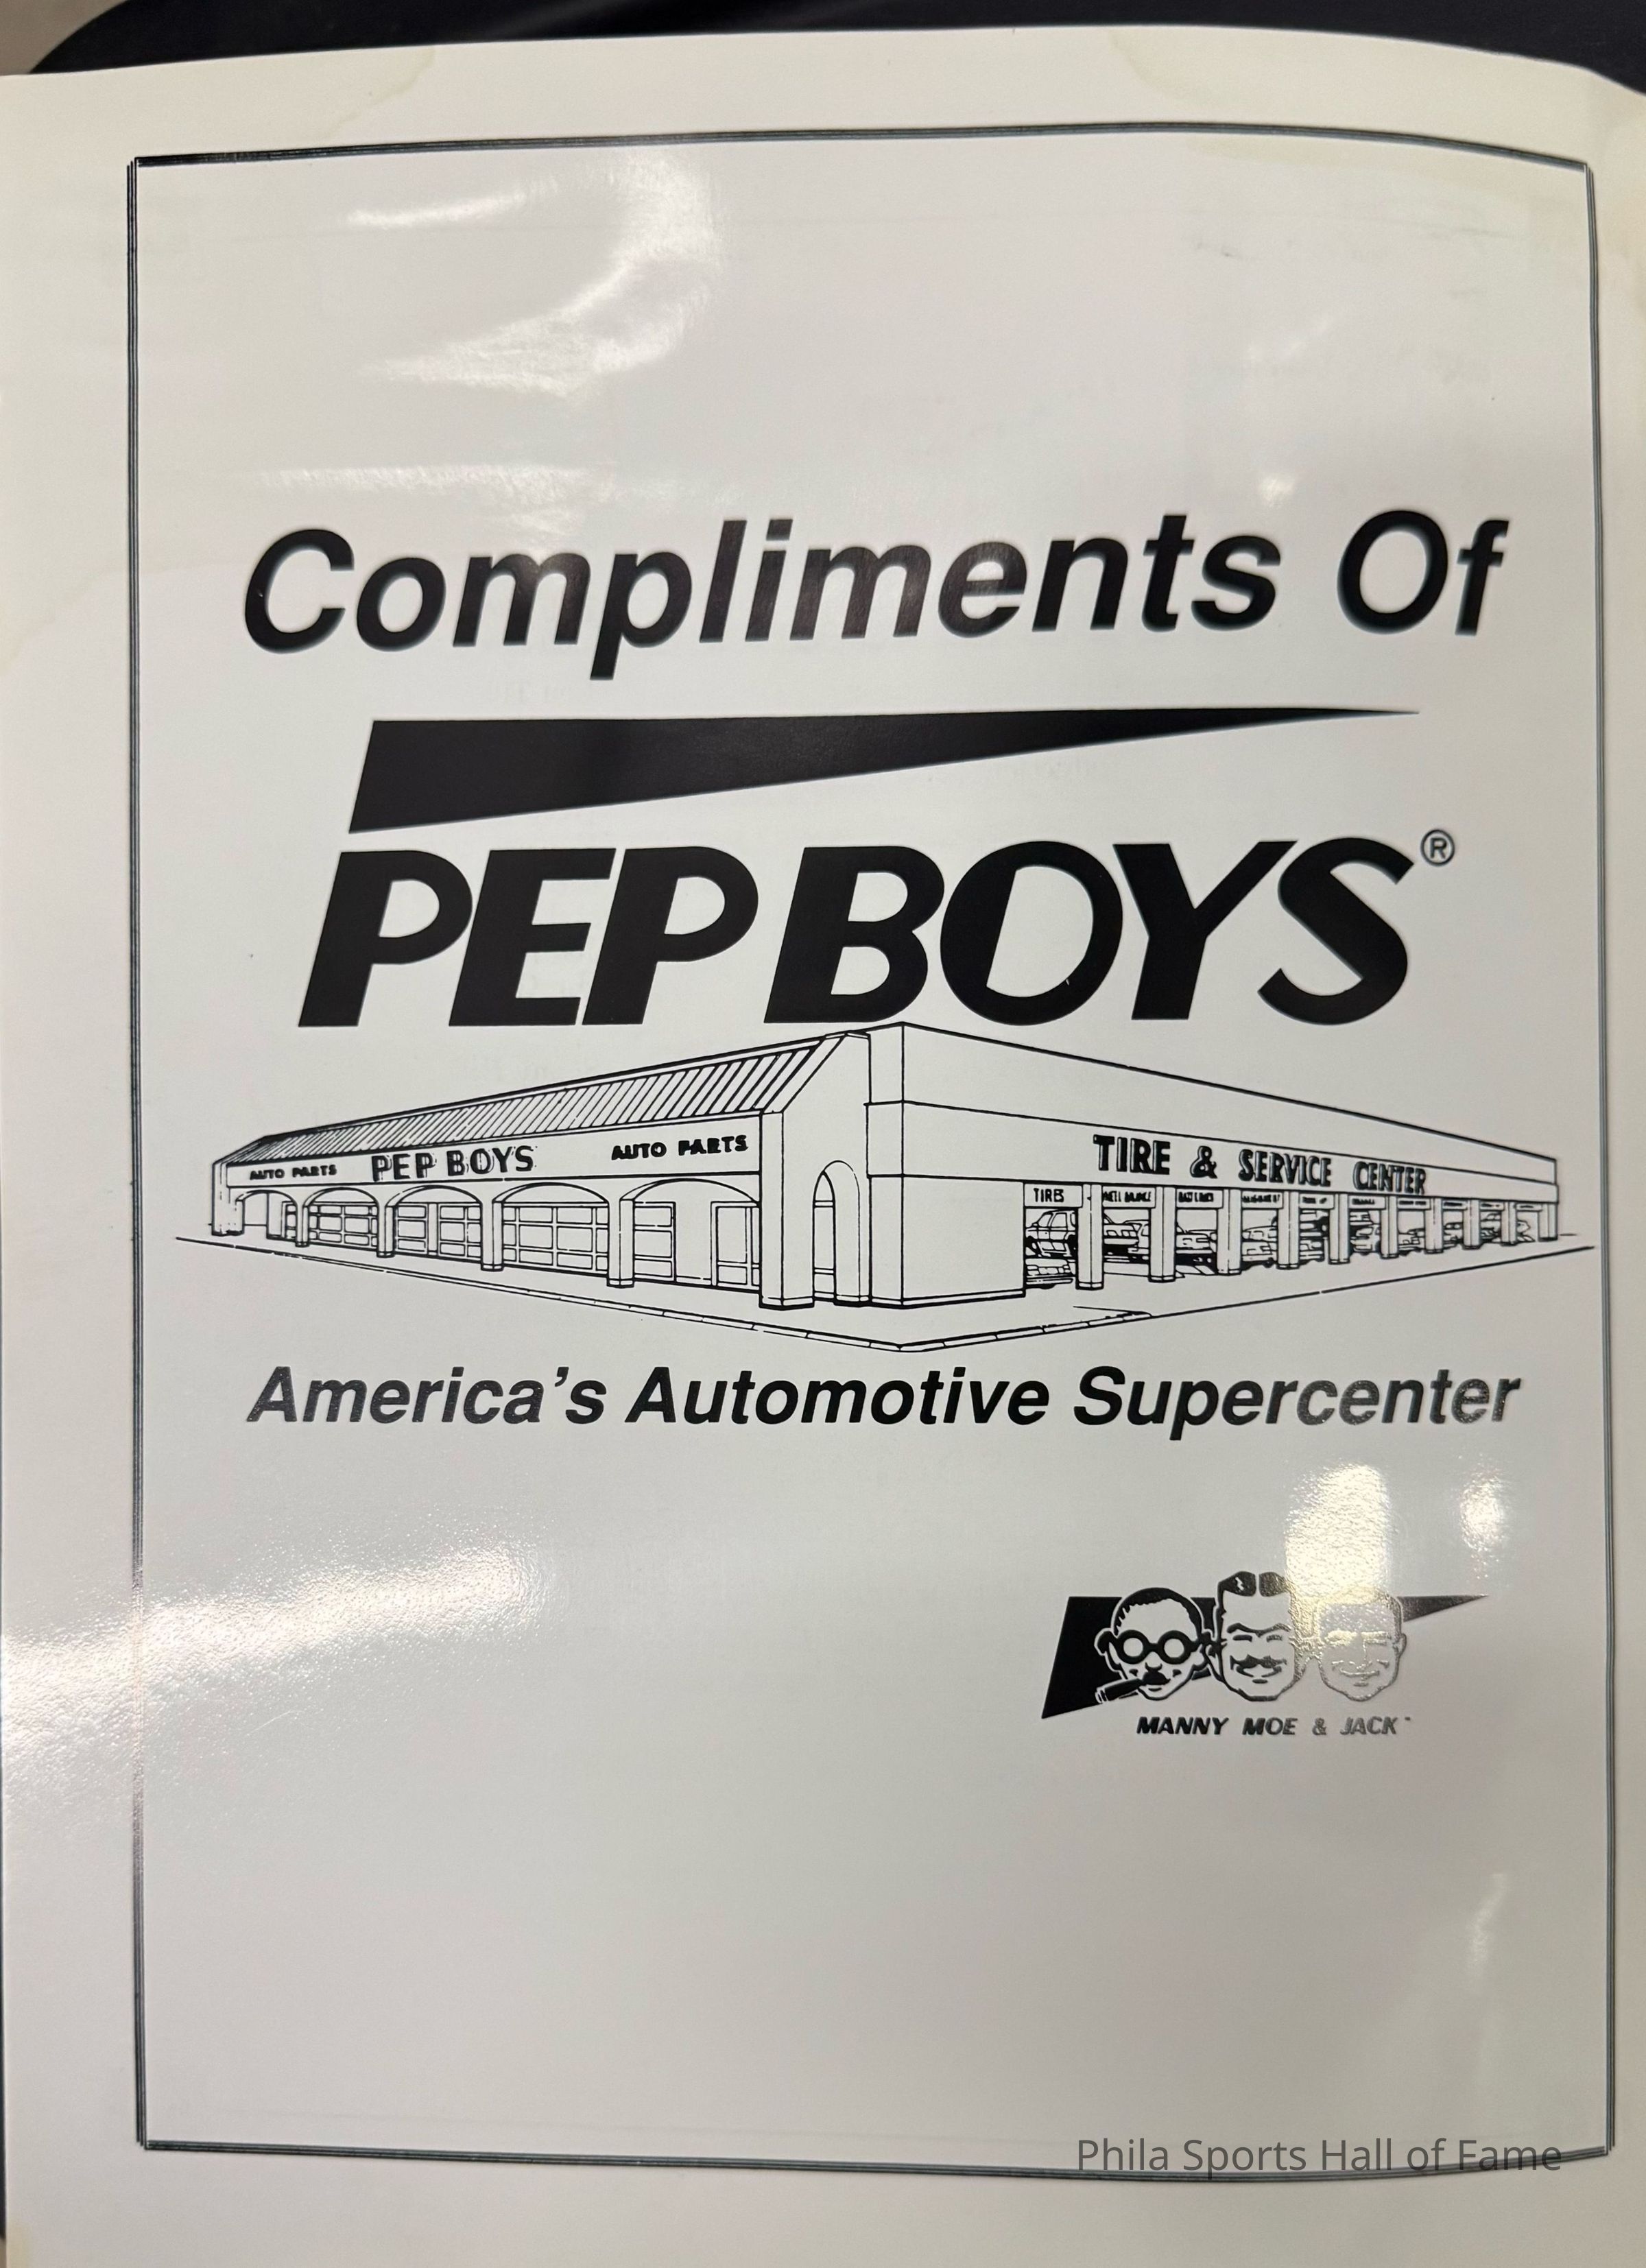 Compliments Of
PEP BOYS®
AUTO PARTS PEP BOYS AUTO PARTS
TIRE & SERVICE CENTER
TIRES
America's Automotive Supercenter
MANNY MOE & JACK
Phila Sports Hall of Fame